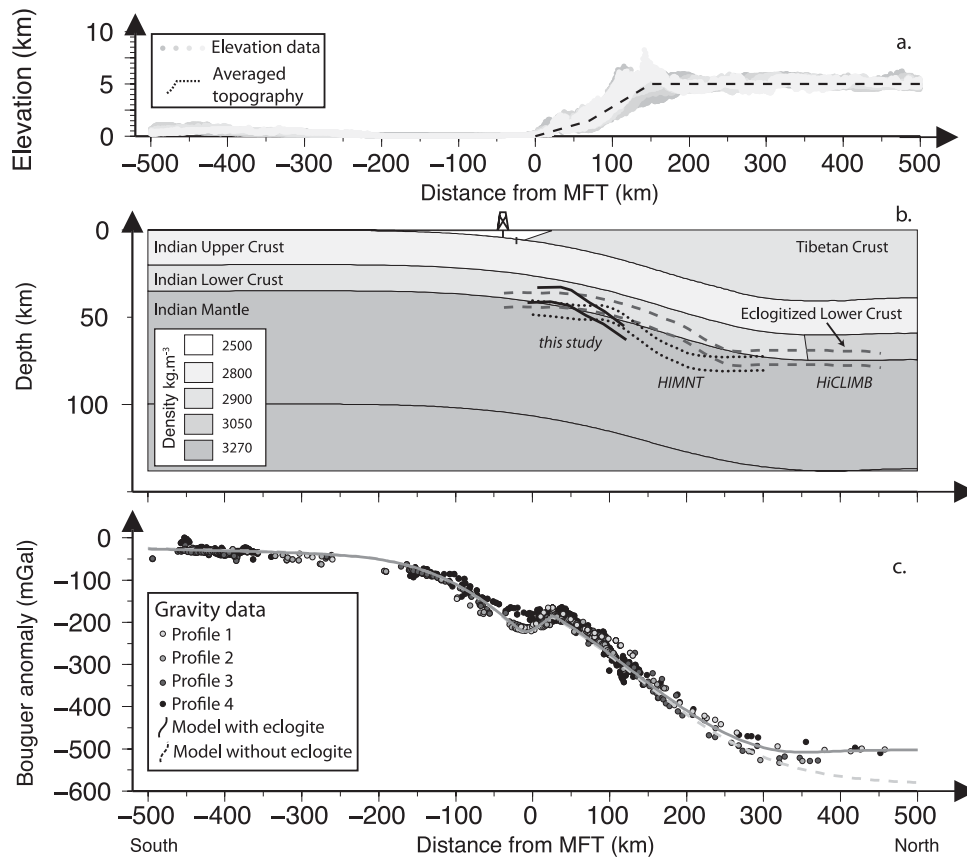 a.
Elevation (km)
10
5
0
Elevation data
Averaged
topography
−500 −400 −300 −200 −100 0 100 200 300 400 500
Distance from MFT (km)
b.
Depth (km)
0
50
100
Indian Upper Crust
Tibetan Crust
Indian Lower Crust
Indian Mantle
Eclogitized Lower Crust
this study
HIMNT
HiCLIMB
Density kg.m-3
2500
2800
2900
3050
3270
c.
Bouguer anomaly (mGal)
0
−100
−200
−300
−400
−500
−600
Gravity data
Profile 1
Profile 2
Profile 3
Profile 4
Model with eclogite
Model without eclogite
−500 −400 −300 −200 −100 0 100 200 300 400 500
South
Distance from MFT (km)
North